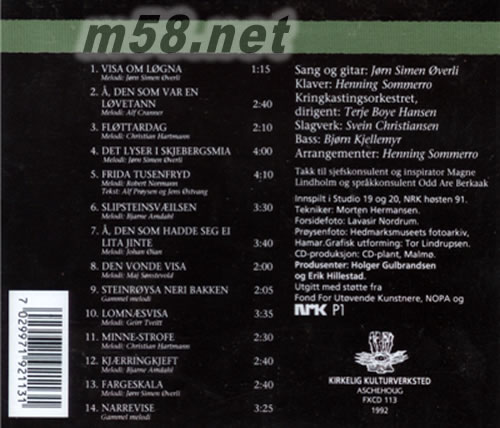 m58.net
1. VISA OM LØGNA 1:15
Melodi: Jørn Simen Øverli
2. Å, DEN SOM VAR EN
LØVETANN 2:40
Melodi: Alf Cranner
3. FLØTTARDAG 2:10
Melodi: Christian Hartmann
4. DET LYSER I SKJEBERGSMIA 4:00
Melodi: Jørn Simen Øverli
5. FRIDA TUSENFRYD 4:10
Melodi: Robert Normann
Tekst: Alf Prøysen og Jens Østvang
6. SLIPSTEINSVÆILSEN 3:30
Melodi: Bjarne Amdahl
7. Å, DEN SOM HADDE SEG EI
LITA JINTE 3:40
Melodi: Johan Øian
8. DEN VONDE VISA 2:20
Melodi: Maj Sønstevold
9. STEINRØYSA NERI BAKKEN 2:05
Gammel melodi
10. LOMNÆSVISA 3:35
Melodi: Geirr Tveitt
11. MINNE-STROFE 2:30
Melodi: Christian Hartmann
12. KJÆRRINGKJEFT 2:40
Melodi: Bjarne Amdahl
13. FARGESKALA 2:40
Melodi: Jørn Simen Øverli
14. NARREVISE 3:25
Gammel melodi
Sang og gitar: Jørn Simen Øverli
Klaver: Henning Sommerro
Kringkastingsorkestret,
dirigent: Terje Boye Hansen
Slagverk: Svein Christiansen
Bass: Bjørn Kjellemyr
Arrangementer: Henning Sommerro
Takk til sjefskonsulent og inspirator Magne
Lindholm og språkkonsulent Odd Are Berkaak
Innspilt i Studio 19 og 20, NRK høsten 91.
Tekniker: Morten Hermansen.
Forsidefoto: Lavasir Nordrum.
Prøysenfoto: Hedmarksmuseets fotoarkiv,
Hamar.Grafisk utforming: Tor Lindrupsen.
CD-produksjon: CD-plant, Malmø.
Produsenter: Holger Gulbrandsen
og Erik Hillestad.
Utgitt med støtte fra
Fond For Utøvende Kunstnere, NOPA og
NRK P1
KIRKELIG KULTURVERKSTED
ASCHEHOUG
FXCD 113
1992
7 029971 921131